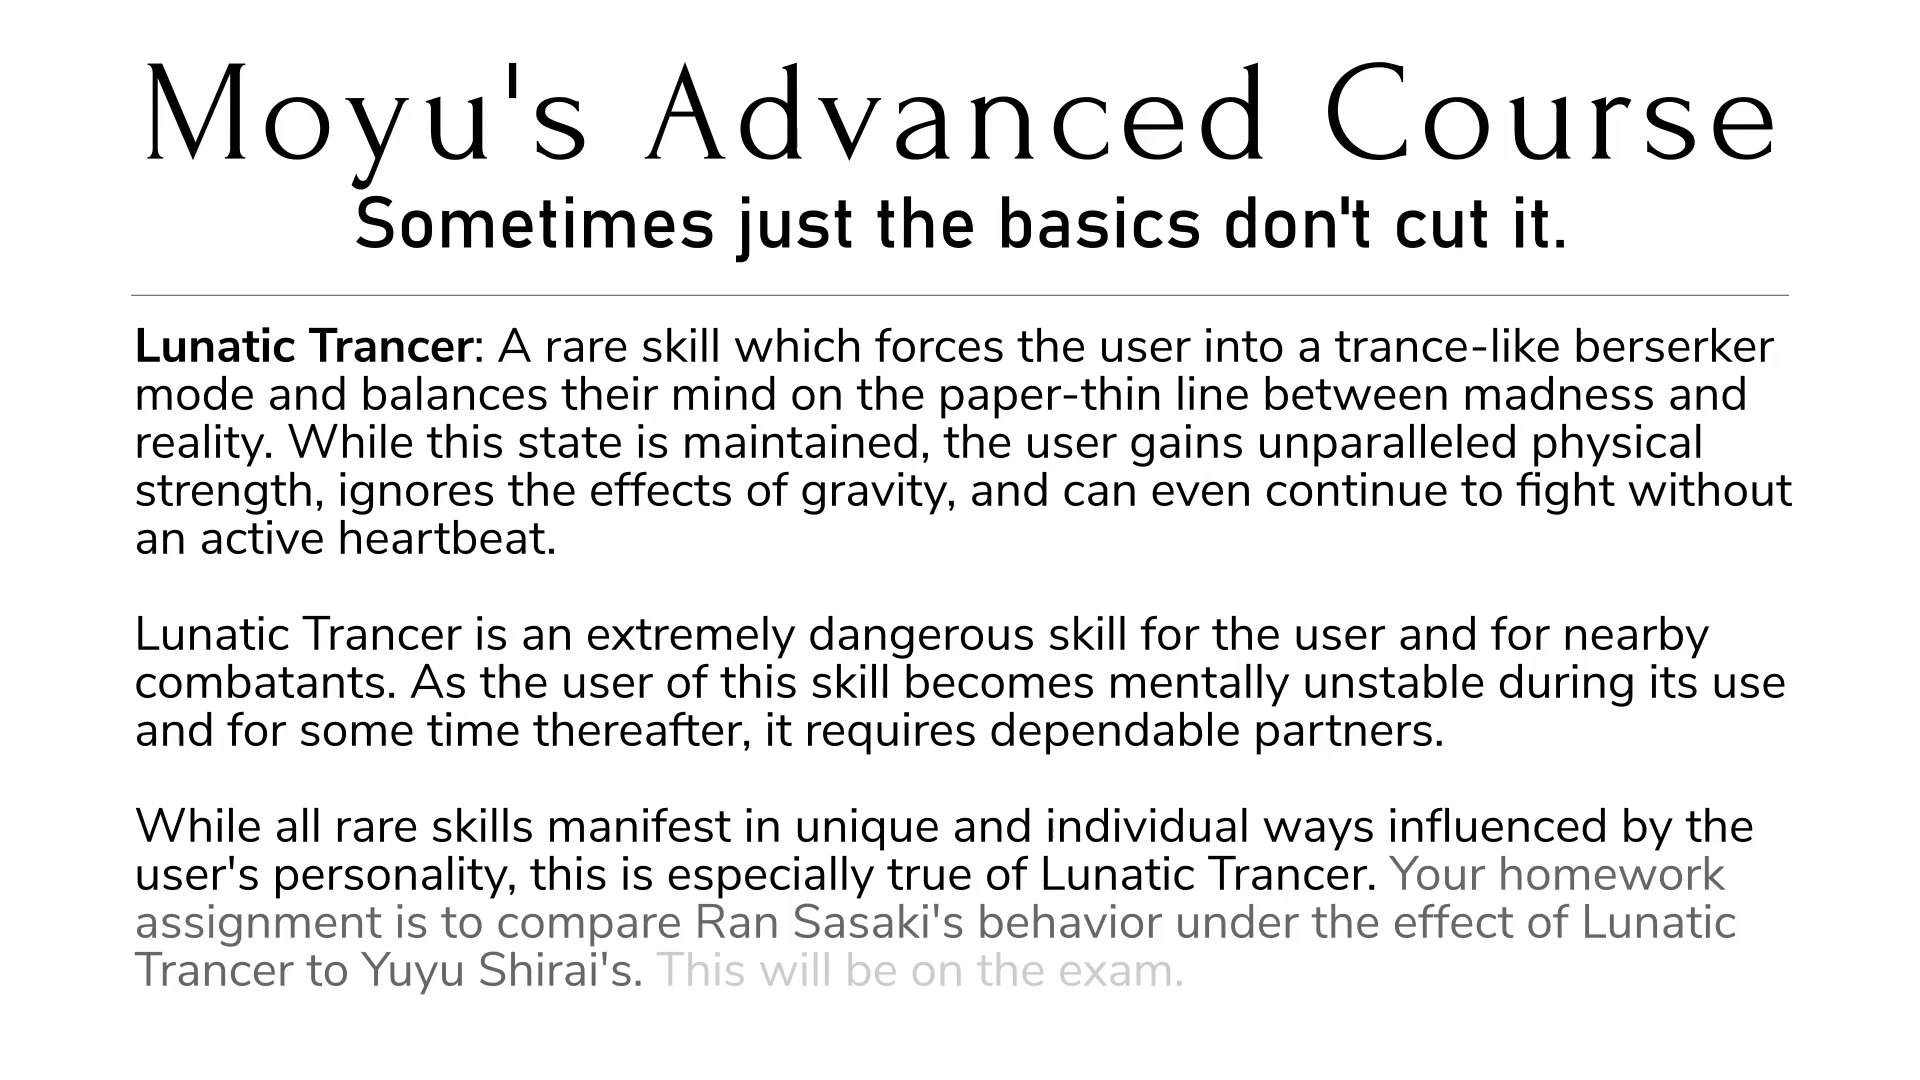 Moyu's Advanced Course
Sometimes just the basics don't cut it.
Lunatic Trancer: A rare skill which forces the user into a trance-like berserker
mode and balances their mind on the paper-thin line between madness and
reality. While this state is maintained, the user gains unparalleled physical
strength, ignores the effects of gravity, and can even continue to fight without
an active heartbeat.
Lunatic Trancer is an extremely dangerous skill for the user and for nearby
combatants. As the user of this skill becomes mentally unstable during its use
and for some time thereafter, it requires dependable partners.
While all rare skills manifest in unique and individual ways influenced by the
user's personality, this is especially true of Lunatic Trancer. Your homework
assignment is to compare Ran Sasaki's behavior under the effect of Lunatic
Trancer to Yuyu Shirai's. This will be on the exam.